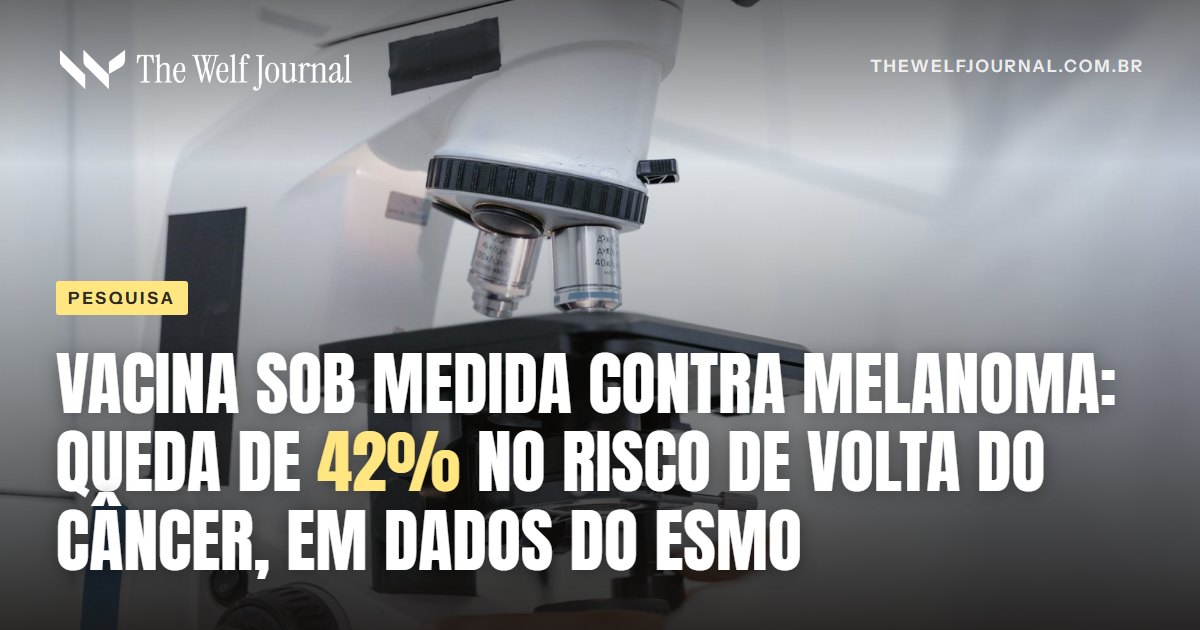 The Welf Journal
THEWELFJOURNAL.COM.BR
PESQUISA
VACINA SOB MEDIDA CONTRA MELANOMA:
QUEDA DE 42% NO RISCO DE VOLTA DO
CÂNCER, EM DADOS DO ESMO